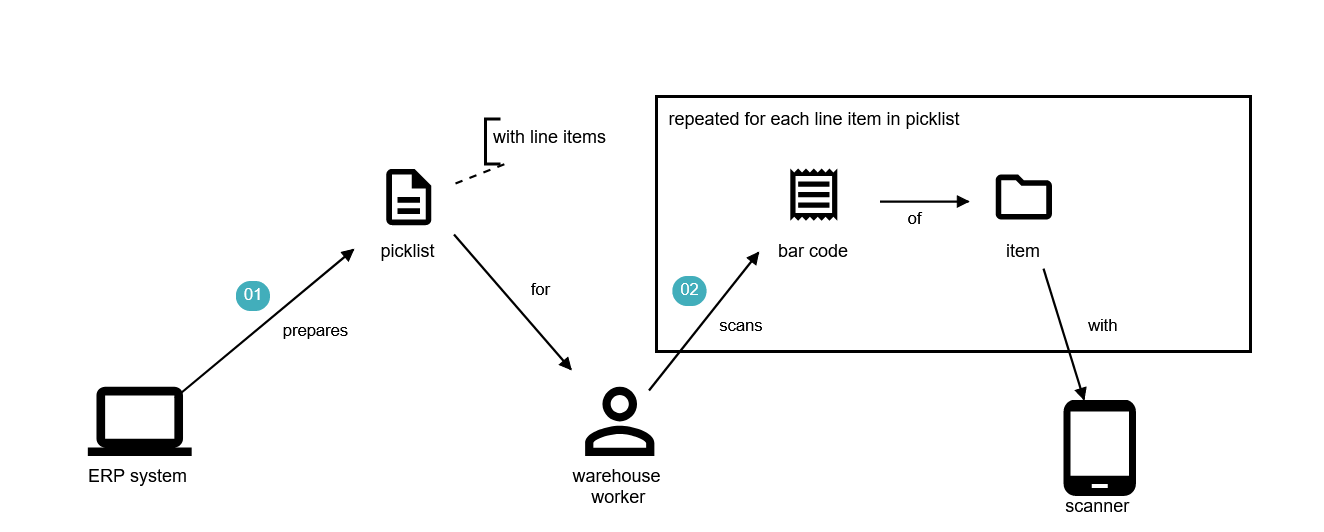 repeated for each line item in picklist
with line items
picklist
bar code
of
item
01
prepares
for
02
scans
with
ERP system
warehouse
worker
scanner